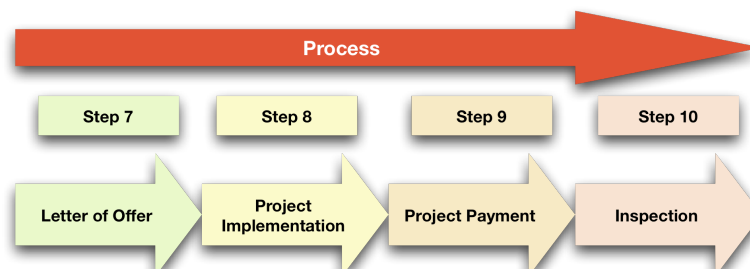 Process
Step 7
Step 8
Step 9
Step 10
Letter of Offer
Project
Implementation
Project Payment
Inspection